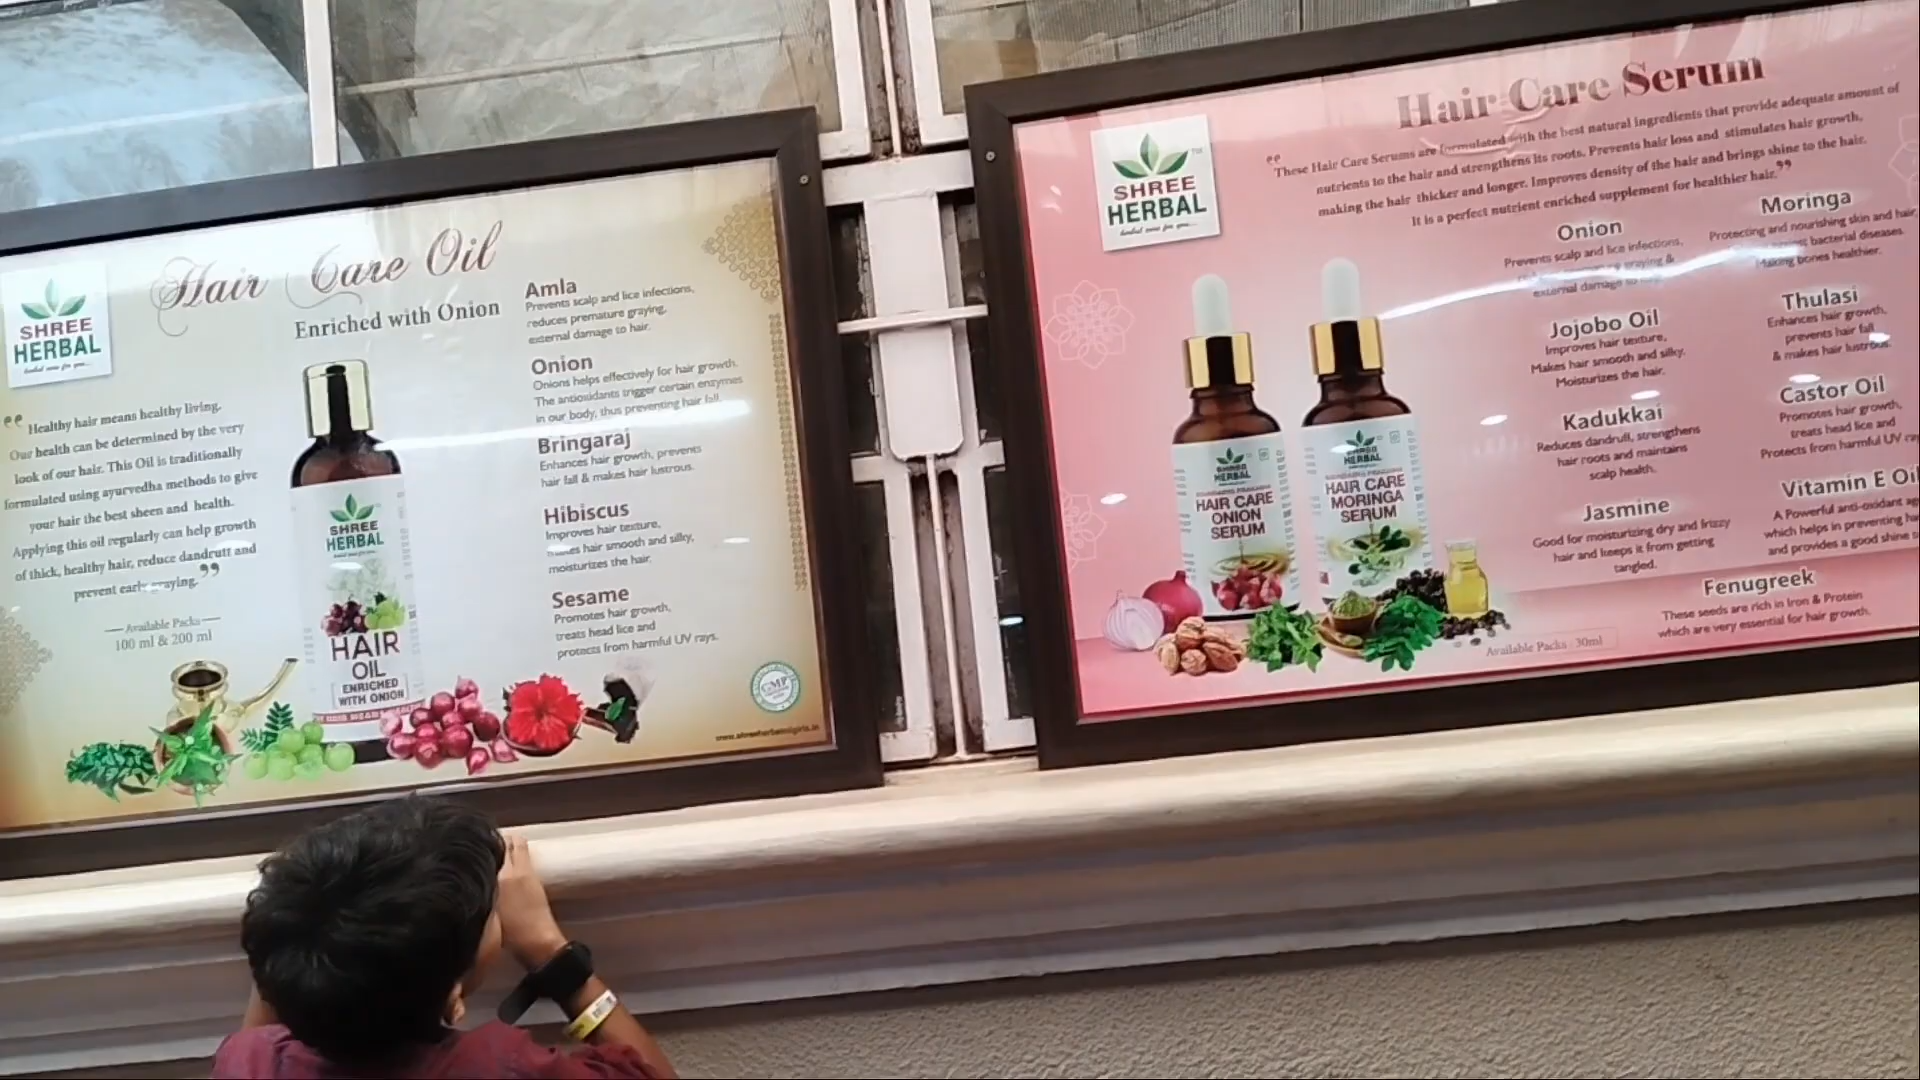 SHREE
HERBAL
herbal care for you...
Hair Care Oil
Enriched with Onion
Healthy hair means healthy living.
Our health can be determined by the very
look of our hair. This Oil is traditionally
formulated using ayurvedha methods to give
your hair the best sheen and health.
Applying this oil regularly can help growth
of thick, healthy hair, reduce dandruff and
prevent early graying.
Available Packs
100 ml & 200 ml
SHREE
HERBAL
HAIR
OIL
ENRICHED
WITH ONION
Amla
Prevents scalp and lice infections,
reduces premature graying,
external damage to hair.
Onion
Onions helps effectively for hair growth.
The antioxidants trigger certain enzymes
in our body, thus preventing hair fall.
Bringaraj
Enhances hair growth, prevents
hair fall & makes hair lustrous.
Hibiscus
Improves hair texture,
makes hair smooth and silky,
moisturizes the hair.
Sesame
Promotes hair growth,
treats head lice and
protects from harmful UV rays.
GMP
SHREE
HERBAL
herbal care for you...
Hair Care Serum
"These Hair Care Serums are formulated with the best natural ingredients that provide adequate amount of
nutrients to the hair and strengthens its roots. Prevents hair loss and stimulates hair growth,
making the hair thicker and longer. Improves density of the hair and brings shine to the hair.
It is a perfect nutrient enriched supplement for healthier hair."
HERBAL
HAIR CARE
ONION
SERUM
HERBAL
HAIR CARE
MORINGA
SERUM
Onion
Prevents scalp and lice infections,
graying &
external damage to
Jojobo Oil
Improves hair texture,
Makes hair smooth and silky.
Moisturizes the hair.
Kadukkai
Reduces dandruff, strengthens
hair roots and maintains
scalp health.
Jasmine
Good for moisturizing dry and frizzy
hair and keeps it from getting
tangled.
Moringa
Protecting and nourishing skin and hair,
bacterial diseases.
Making bones healthier.
Thulasi
Enhances hair growth,
prevents hair fall
& makes hair lustrous.
Castor Oil
Promotes hair growth,
treats head lice and
Protects from harmful UV
Vitamin E Oil
A Powerful anti-oxidant
which helps in preventing
and provides a good shine
Fenugreek
These seeds are rich in Iron & Protein
which are very essential for hair growth.
Available Packs : 30ml